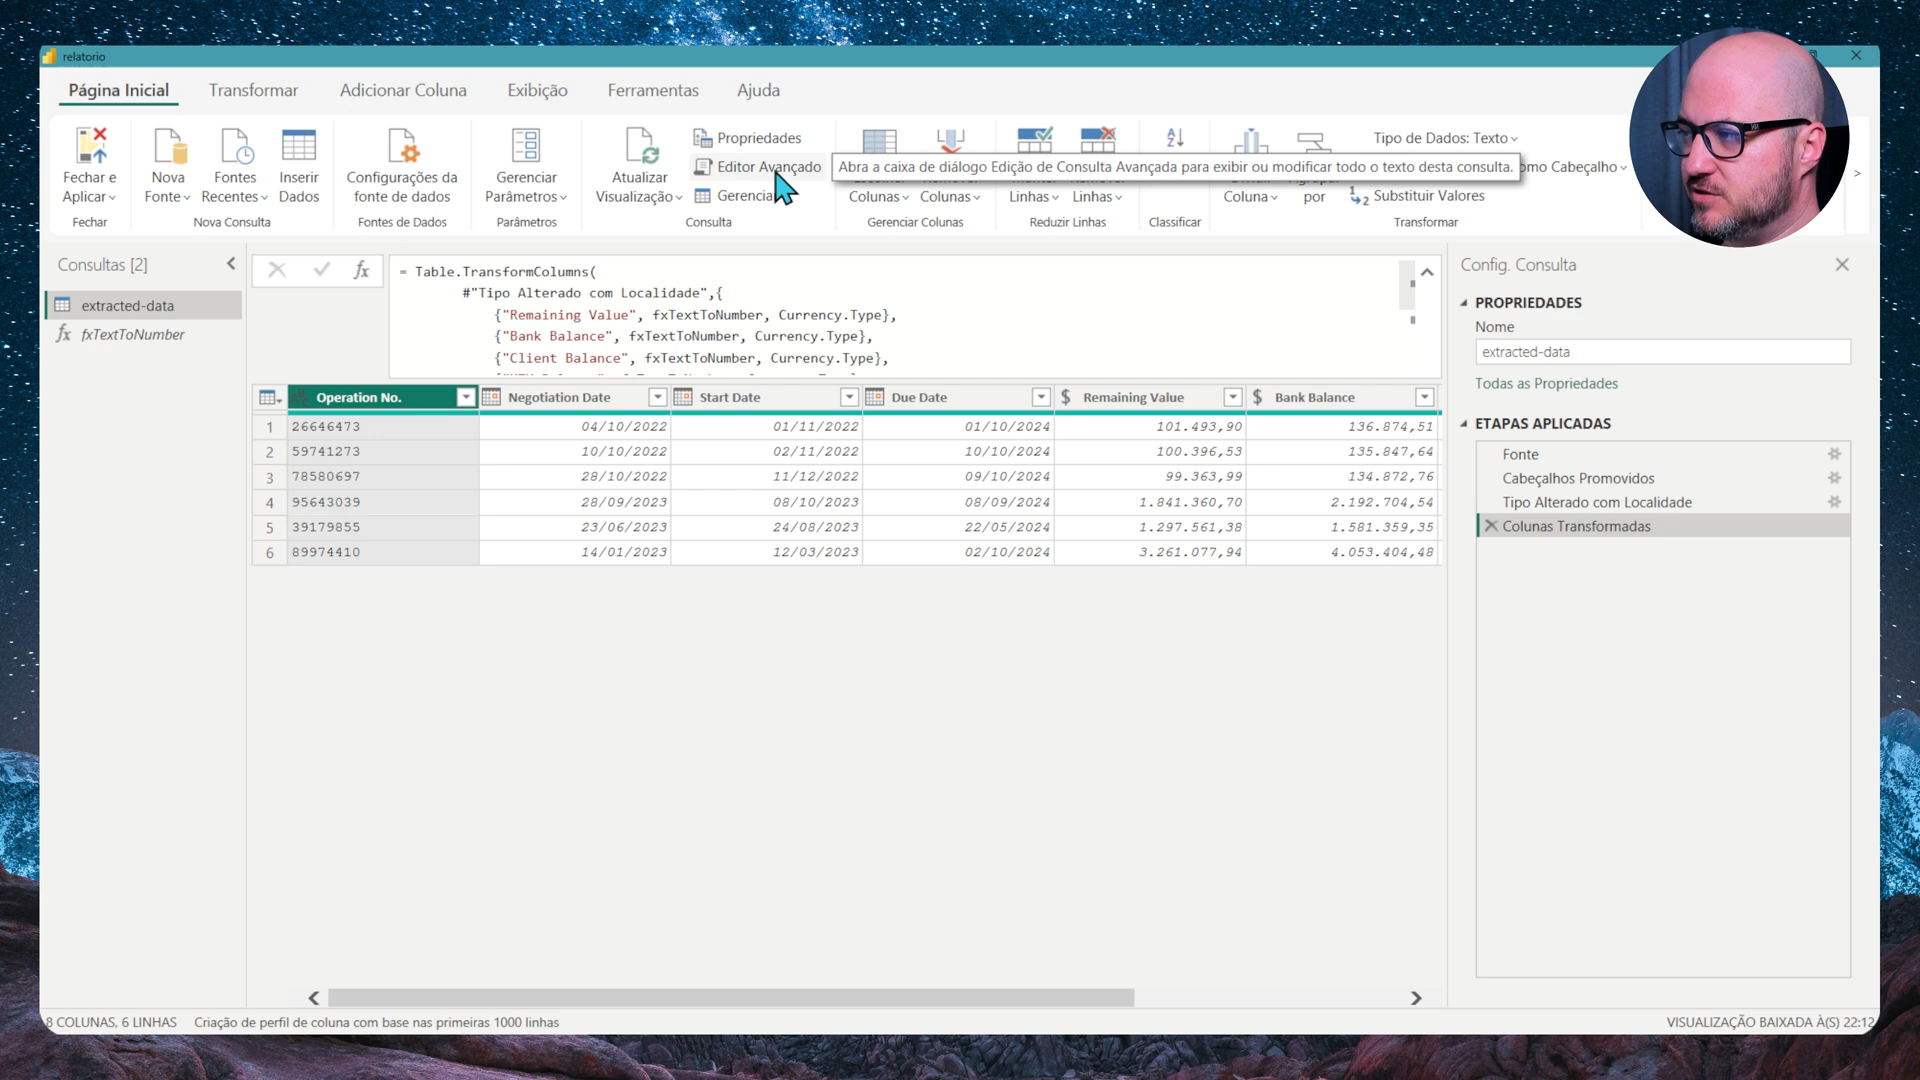 relatorio
Página Inicial
Transformar
Adicionar Coluna
Exibição
Ferramentas
Ajuda
Fechar e
Aplicar
Fechar
Nova
Fonte
Fontes
Recentes
Inserir
Dados
Nova Consulta
Configurações da
fonte de dados
Fontes de Dados
Gerenciar
Parâmetros
Parâmetros
Atualizar
Visualização
Propriedades
Editor Avançado
Consulta
Abra a caixa de diálogo Edição de Consulta Avançada para exibir ou modificar todo o texto desta consulta.
Colunas
Colunas
Gerenciar Colunas
Linhas
Linhas
Reduzir Linhas
Classificar
Coluna
por
Tipo de Dados: Texto
Cabeçalho
Substituir Valores
Transformar
Consultas [2]
extracted-data
fxTextToNumber
fx
= Table.TransformColumns(
#"Tipo Alterado com Localidade",{
{"Remaining Value", fxTextToNumber, Currency.Type},
{"Bank Balance", fxTextToNumber, Currency.Type},
{"Client Balance", fxTextToNumber, Currency.Type},
Operation No. Negotiation Date Start Date Due Date $ Remaining Value $ Bank Balance
1 26646473 04/10/2022 01/11/2022 01/10/2024 101.493,90 136.874,51
2 59741273 10/10/2022 02/11/2022 10/10/2024 100.396,53 135.847,64
3 78580697 28/10/2022 11/12/2022 09/10/2024 99.363,99 134.872,76
4 95643039 28/09/2023 08/10/2023 08/09/2024 1.841.360,70 2.192.704,54
5 39179855 23/06/2023 24/08/2023 22/05/2024 1.297.561,38 1.581.359,35
6 89974410 14/01/2023 12/03/2023 02/10/2024 3.261.077,94 4.053.404,48
Config. Consulta
PROPRIEDADES
Nome
extracted-data
Todas as Propriedades
ETAPAS APLICADAS
Fonte
Cabeçalhos Promovidos
Tipo Alterado com Localidade
Colunas Transformadas
8 COLUNAS, 6 LINHAS
Criação de perfil de coluna com base nas primeiras 1000 linhas
VISUALIZAÇÃO BAIXADA À(S) 22:12